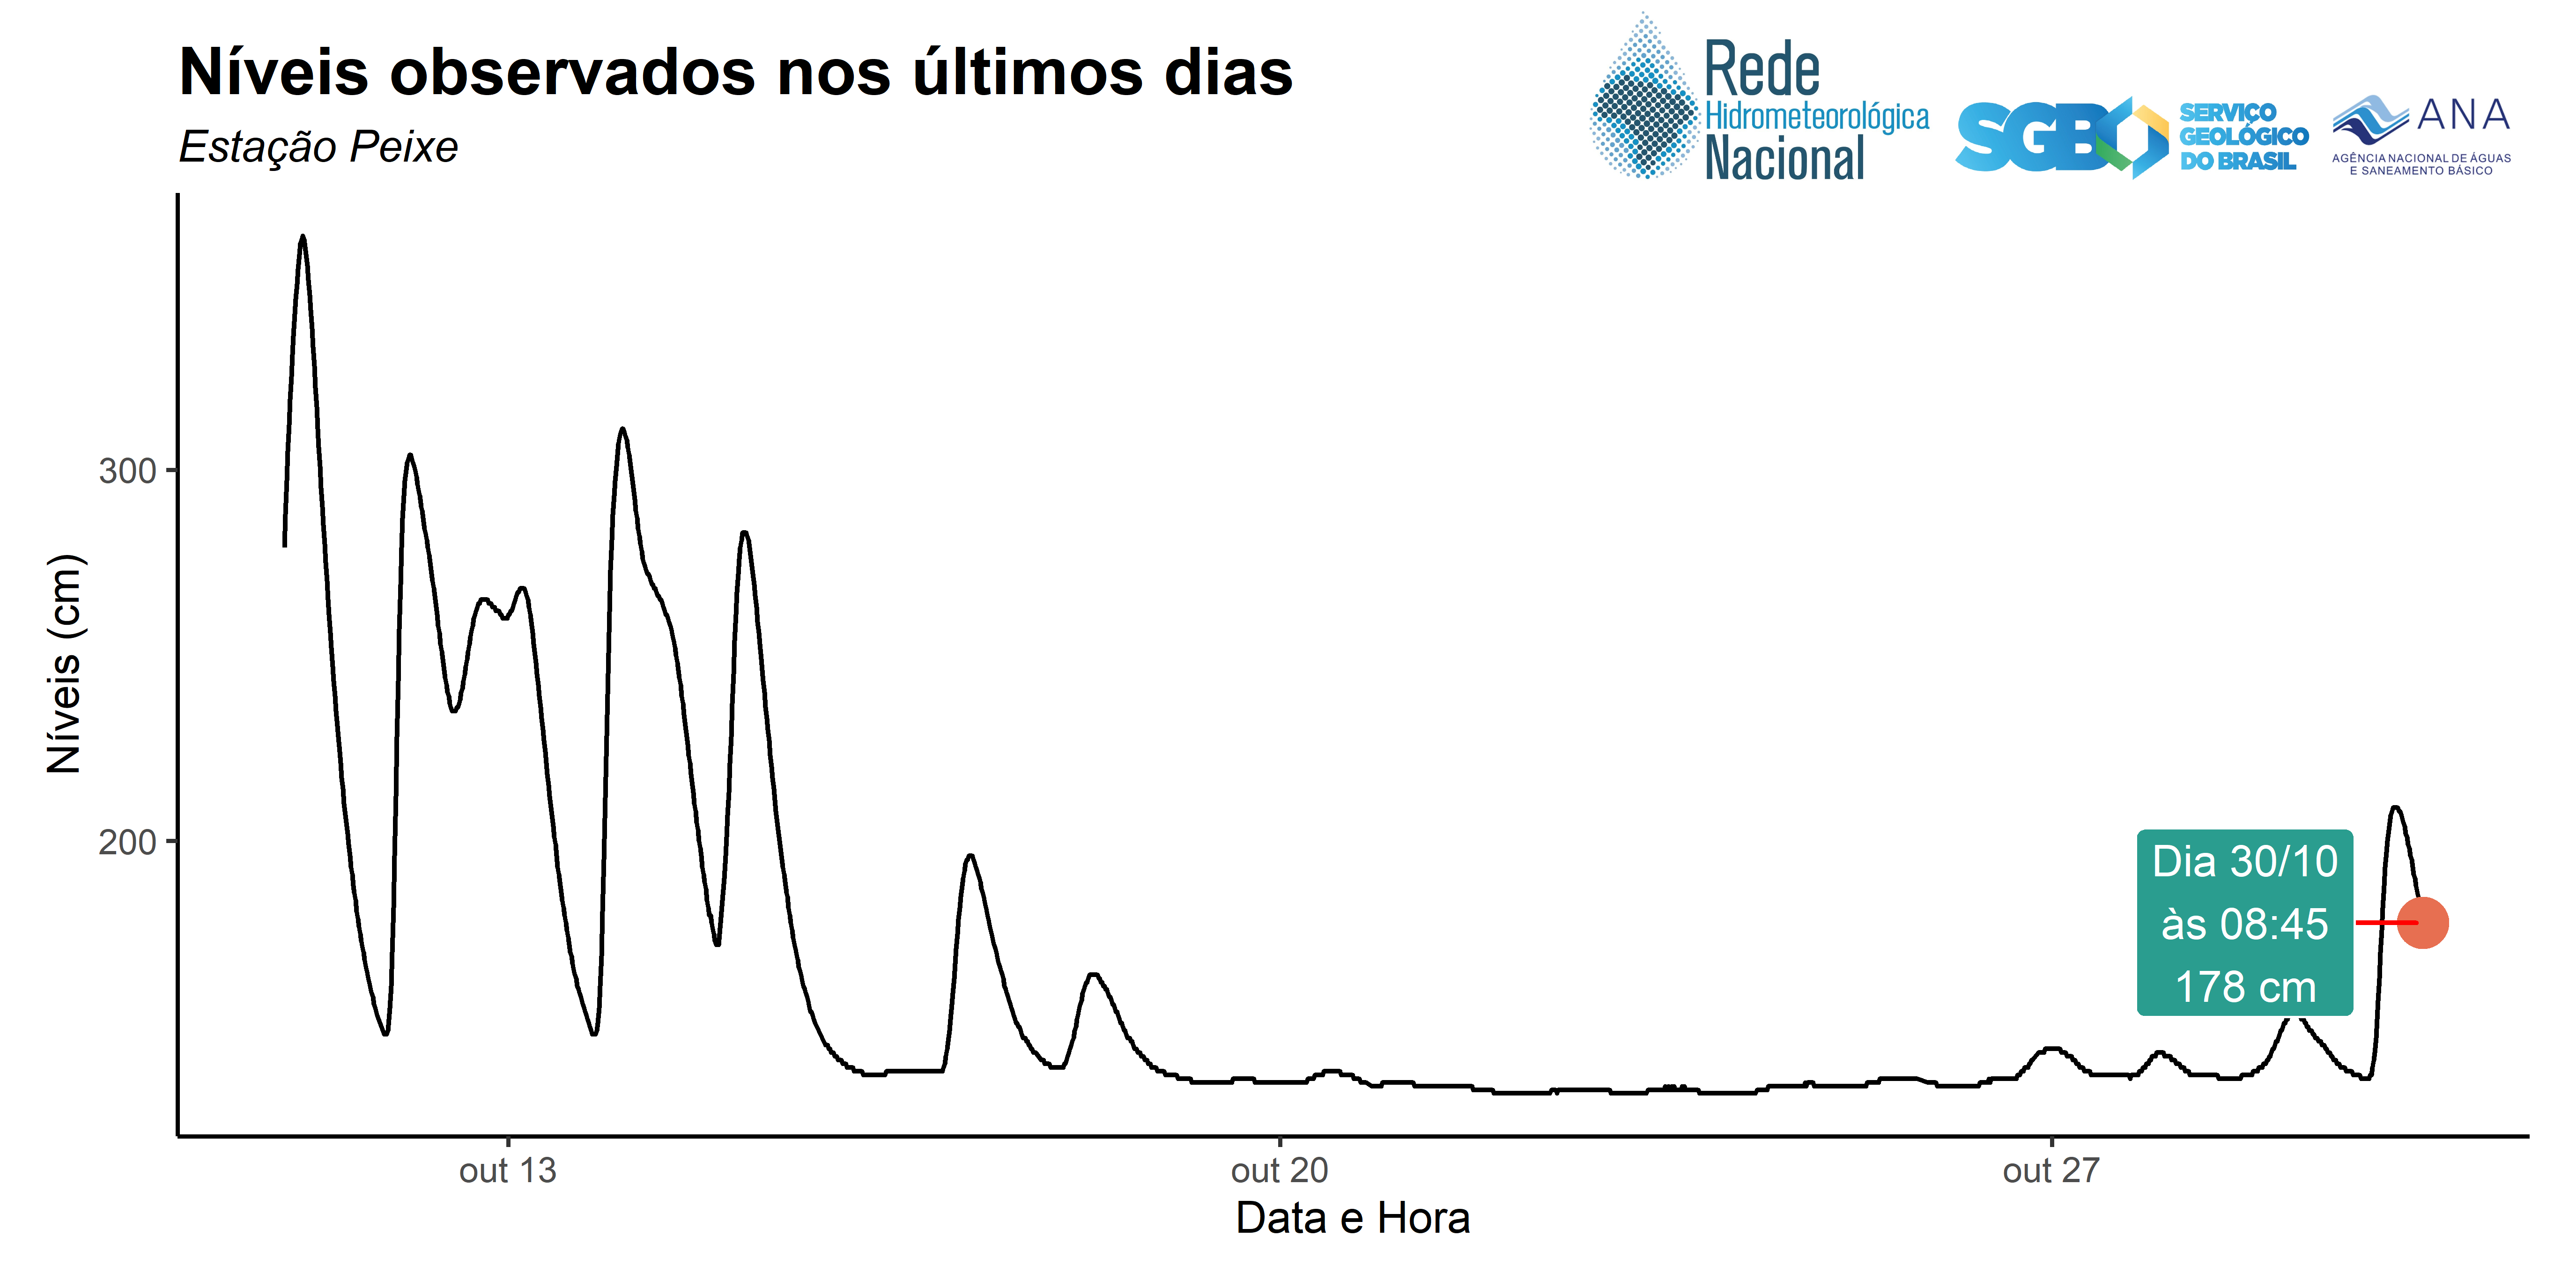 Níveis observados nos últimos dias
Estação Peixe
Rede
Hidrometeorológica
Nacional
SGB
SERVIÇO
GEOLÓGICO
DO BRASIL
ANA
AGÊNCIA NACIONAL DE ÁGUAS
E SANEAMENTO BÁSICO
Níveis (cm)
300
200
Dia 30/10
às 08:45
178 cm
out 13
out 20
out 27
Data e Hora